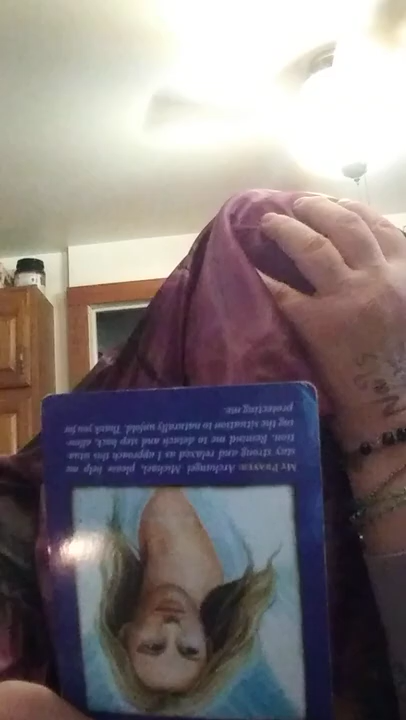 MY PRAYER: Archangel Michael, please help me
stay strong and relaxed as I approach this situa-
tion. Remind me to detach and step back, allow-
ing the situation to naturally unfold. Thank you for
protecting me.